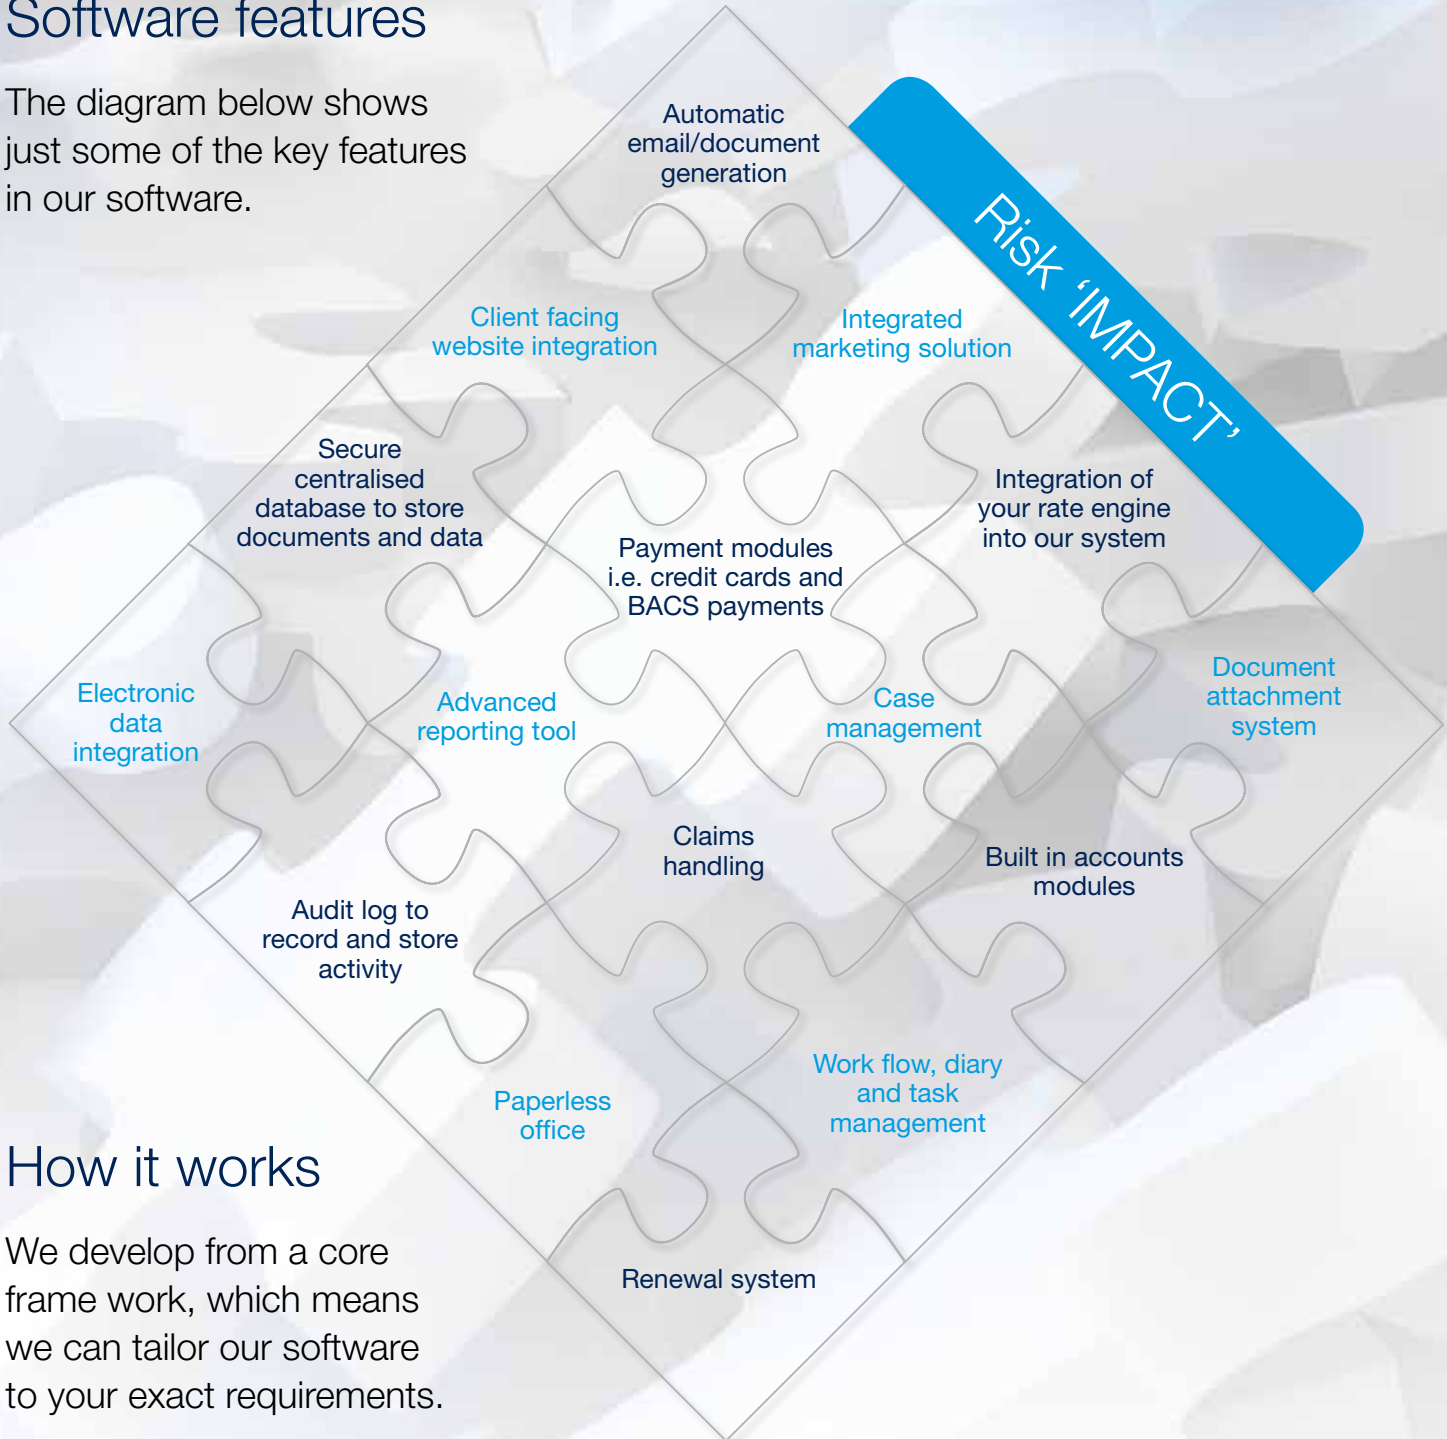 Software features
The diagram below shows
just some of the key features
in our software.
Automatic
email/document
generation
Risk ‘IMPACT’
Client facing
website integration
Integrated
marketing solution
Secure
centralised
database to store
documents and data
Payment modules
i.e. credit cards and
BACS payments
Integration of
your rate engine
into our system
Electronic
data
integration
Advanced
reporting tool
Case
management
Document
attachment
system
Claims
handling
Built in accounts
modules
Audit log to
record and store
activity
Paperless
office
Work flow, diary
and task
management
Renewal system
How it works
We develop from a core
frame work, which means
we can tailor our software
to your exact requirements.